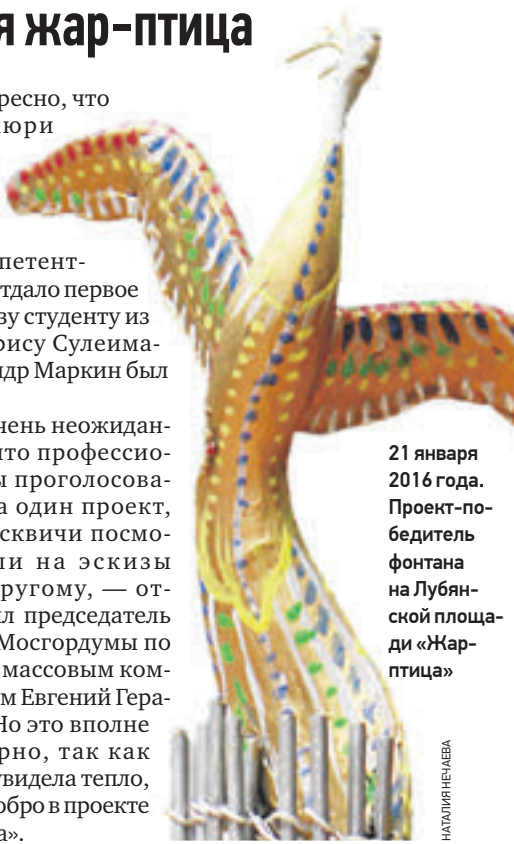 я жар-птица
ресно, что
юри
петент-
тдало первое
ву студенту из
рису Сулейма-
ндр Маркин был
чень неожидан-
что профессио-
ы проголосова-
а один проект,
сквичи посмо-
ли на эскизы
ругому, — от-
л председатель
Мосгордумы по
массовым ком-
м Евгений Гера-
Но это вполне
рно, так как
увидела тепло,
обро в проекте
а».
21 января
2016 года.
Проект-по-
бедитель
фонтана
на Лубян-
ской площа-
ди «Жар-
птица»
НАТАЛИЯ НЕЧАЕВА